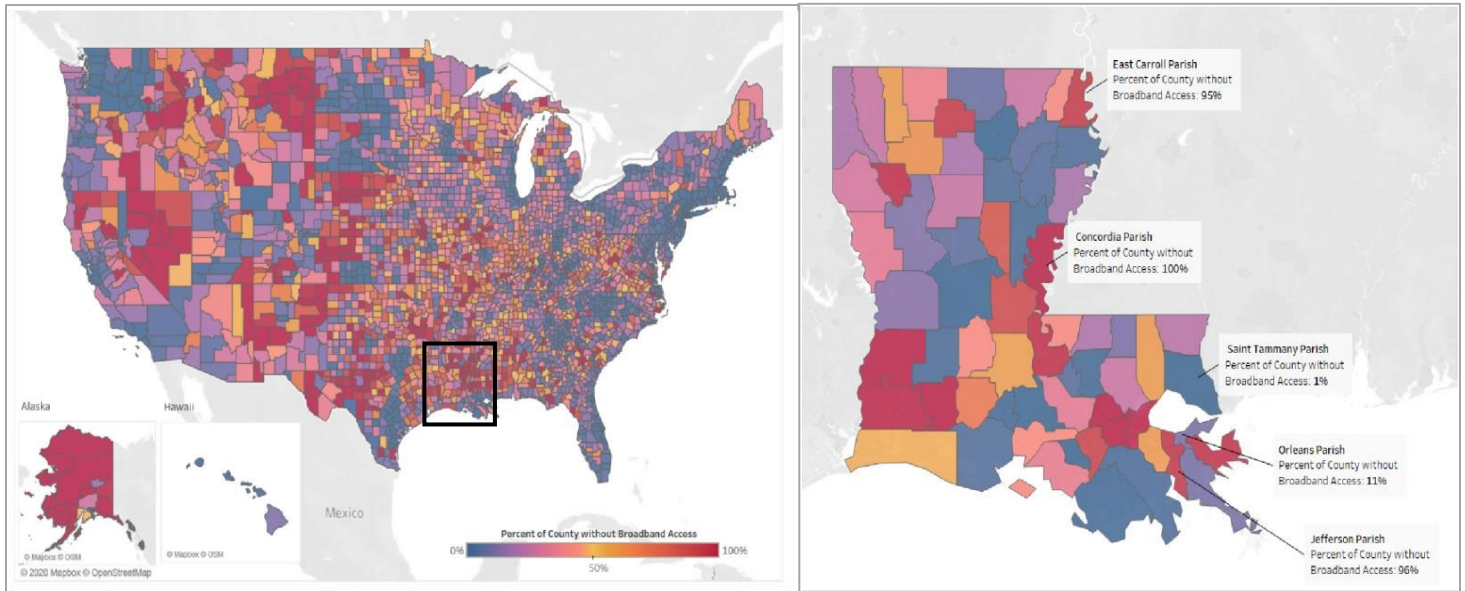 Alaska
Hawaii
Mexico
© Mapbox © OSM
© Mapbox © OSM
© 2020 Mapbox © OpenStreetMap
Percent of County without Broadband Access
0%
100%
50%
East Carroll Parish
Percent of County without
Broadband Access: 95%
Concordia Parish
Percent of County without
Broadband Access: 100%
Saint Tammany Parish
Percent of County without
Broadband Access: 1%
Orleans Parish
Percent of County without
Broadband Access: 11%
Jefferson Parish
Percent of County without
Broadband Access: 96%